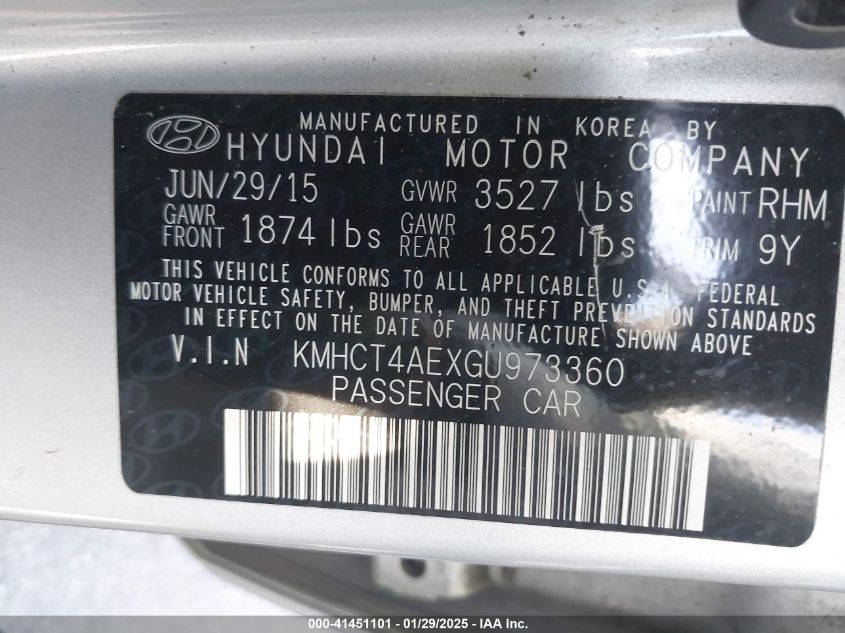 MANUFACTURED IN KOREA BY
HYUNDAI MOTOR COMPANY
JUN/29/15 GVWR 3527 lbs PAINT RHM
GAWR FRONT 1874 lbs GAWR REAR 1852 lbs TRIM 9Y
THIS VEHICLE CONFORMS TO ALL APPLICABLE U.S.A. FEDERAL
MOTOR VEHICLE SAFETY, BUMPER, AND THEFT PREVENTION STANDARDS
IN EFFECT ON THE DATE OF MANUFACTURE SHOWN ABOVE
V.I.N KMHCT4AEXGU973360
PASSENGER CAR
000-41451101 - 01/29/2025 - IAAI.COM